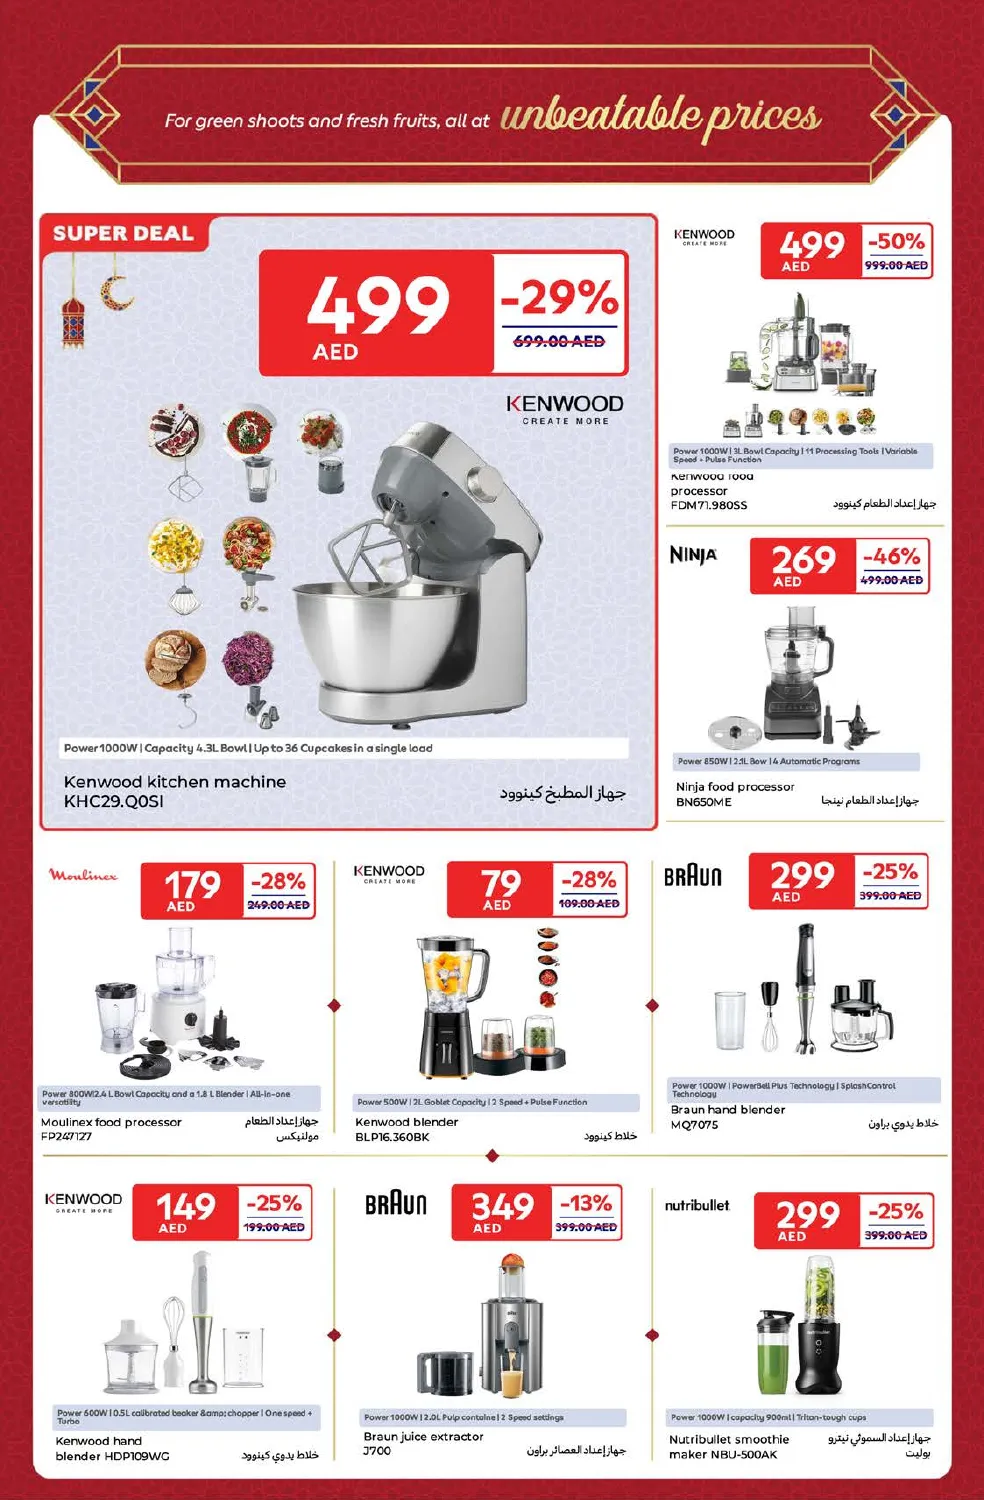 For green shoots and fresh fruits, all at unbeatable prices
SUPER DEAL
499
AED
-29%
699.00 AED
KENWOOD
CREATE MORE
Power 1000W | Capacity 4.3L Bowl | Up to 36 Cupcakes in a single load
Kenwood kitchen machine
KHC29.Q0SI
جهاز المطبخ كينوود
KENWOOD
CREATE MORE
499
AED
-50%
999.00 AED
Power 1000W | 3L Bowl Capacity | 11 Processing Tools | Variable
Speed + Pulse Function
Kenwood food
processor
FDM71.980SS
جهاز إعداد الطعام كينوود
NINJA
269
AED
-46%
499.00 AED
Power 850W | 2.1L Bow | 4 Automatic Programs
Ninja food processor
BN650ME
جهاز إعداد الطعام نينجا
Moulinex
179
AED
-28%
249.00 AED
Power 800W|2.4 L Bowl Capacity and a 1.8 L Blender | All-in-one
versatility
Moulinex food processor
FP247127
جهاز إعداد الطعام
مولنيكس
KENWOOD
CREATE MORE
79
AED
-28%
109.00 AED
Power 500W | 2L Goblet Capacity | 2 Speed + Pulse Function
Kenwood blender
BLP16.360BK
خلاط كينوود
BRAUN
299
AED
-25%
399.00 AED
Power 1000W | PowerBell Plus Technology | SplashControl
Technology
Braun hand blender
MQ7075
خلاط يدوي براون
KENWOOD
CREATE MORE
149
AED
-25%
199.00 AED
Power 600W | 0.5L calibrated beaker &amp; chopper | One speed +
Turbo
Kenwood hand
blender HDP109WG
خلاط يدوي كينوود
BRAUN
349
AED
-13%
399.00 AED
Power 1000W | 2.0L Pulp containe | 2 Speed settings
Braun juice extractor
J700
جهاز إعداد العصائر براون
nutribullet.
299
AED
-25%
399.00 AED
Power 1000W | capacity 900ml | Tritan-tough cups
Nutribullet smoothie
maker NBU-500AK
جهاز إعداد السموثي نيترو
بوليت